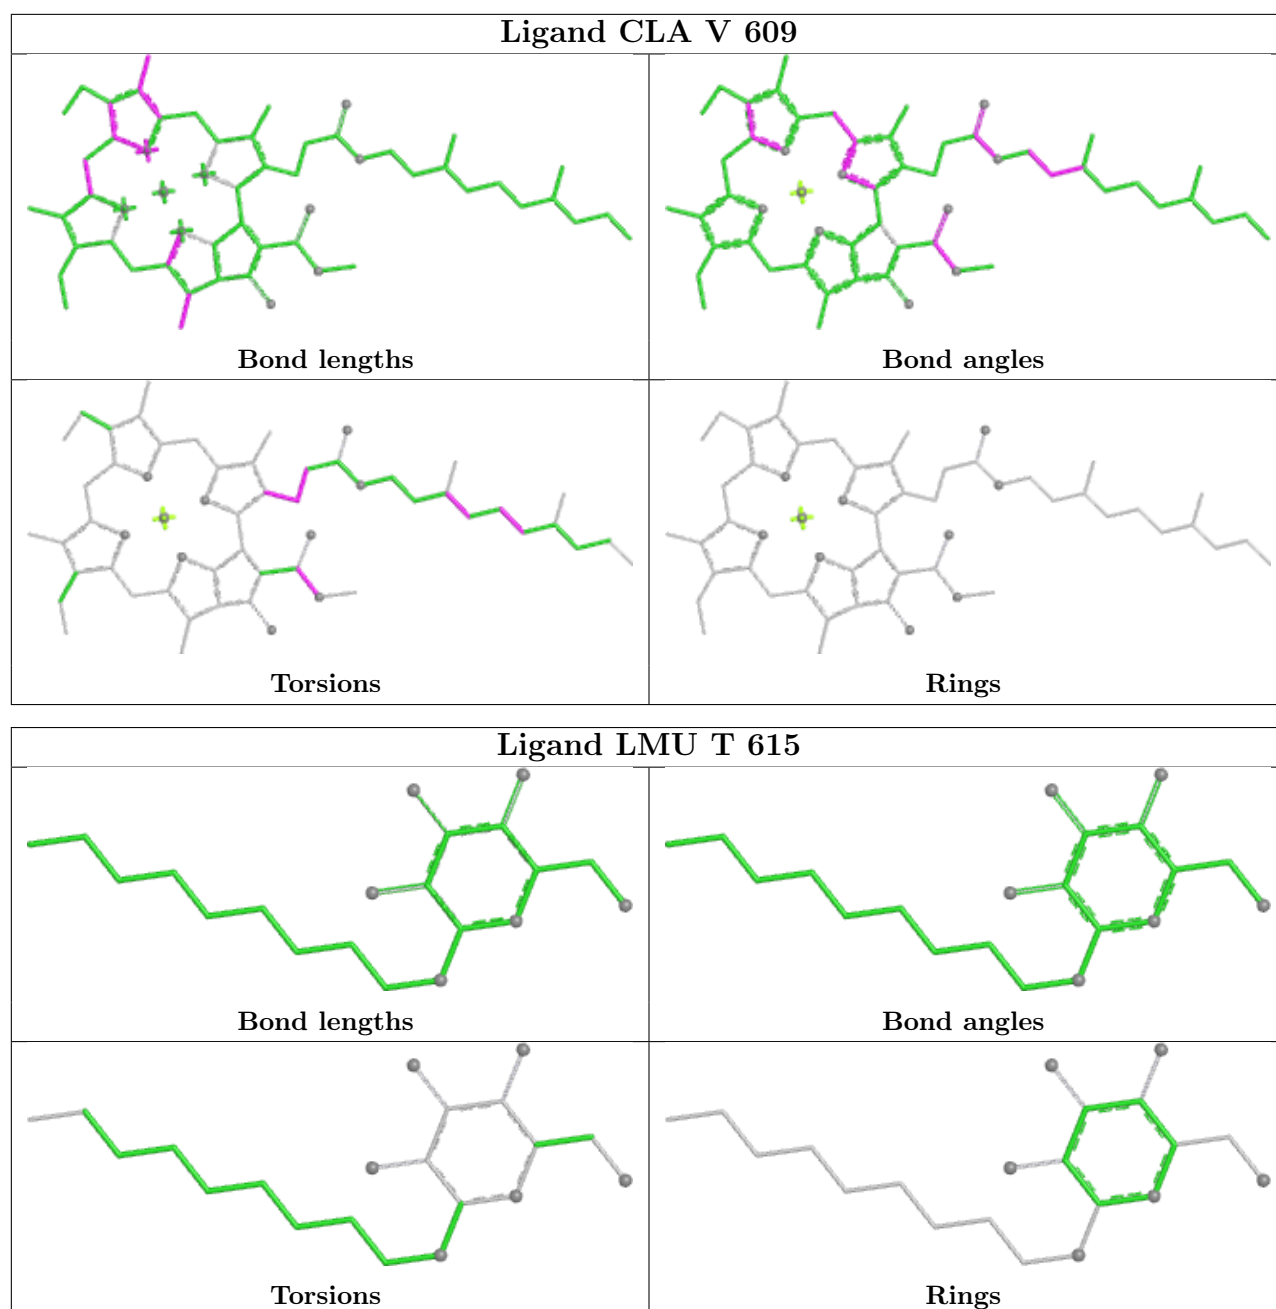 Ligand CLA V 609
Bond lengths
Bond angles
Torsions
Rings
Ligand LMU T 615
Bond lengths
Bond angles
Torsions
Rings